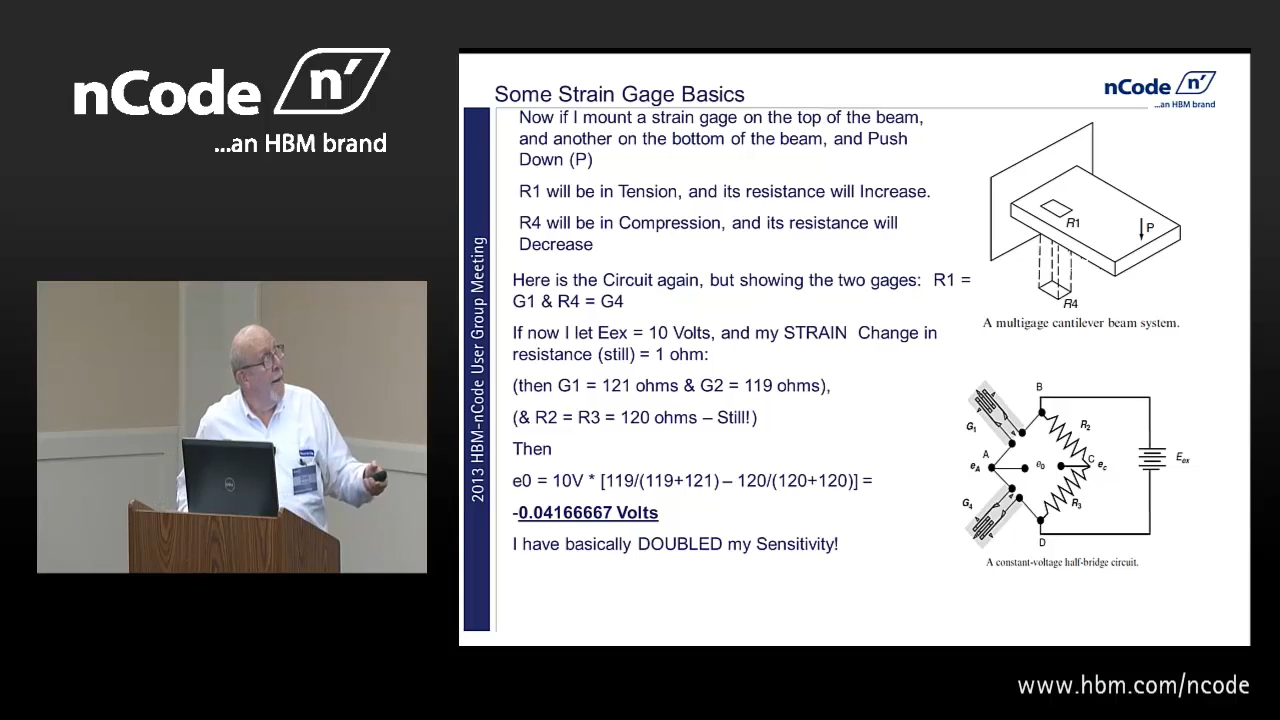 nCode n'
...an HBM brand
Some Strain Gage Basics
nCode n'
...an HBM brand
2013 HBM-nCode User Group Meeting
Now if I mount a strain gage on the top of the beam,
and another on the bottom of the beam, and Push
Down (P)
R1 will be in Tension, and its resistance will Increase.
R4 will be in Compression, and its resistance will
Decrease
Here is the Circuit again, but showing the two gages: R1 =
G1 & R4 = G4
If now I let Eex = 10 Volts, and my STRAIN Change in
resistance (still) = 1 ohm:
(then G1 = 121 ohms & G2 = 119 ohms),
(& R2 = R3 = 120 ohms – Still!)
Then
e0 = 10V * [119/(119+121) – 120/(120+120)] =
-0.04166667 Volts
I have basically DOUBLED my Sensitivity!
R1
P
R4
A multigage cantilever beam system.
B
G1
R2
A
eA
e0
C
ec
Eex
G4
R3
D
A constant-voltage half-bridge circuit.
DELL
www.hbm.com/ncode